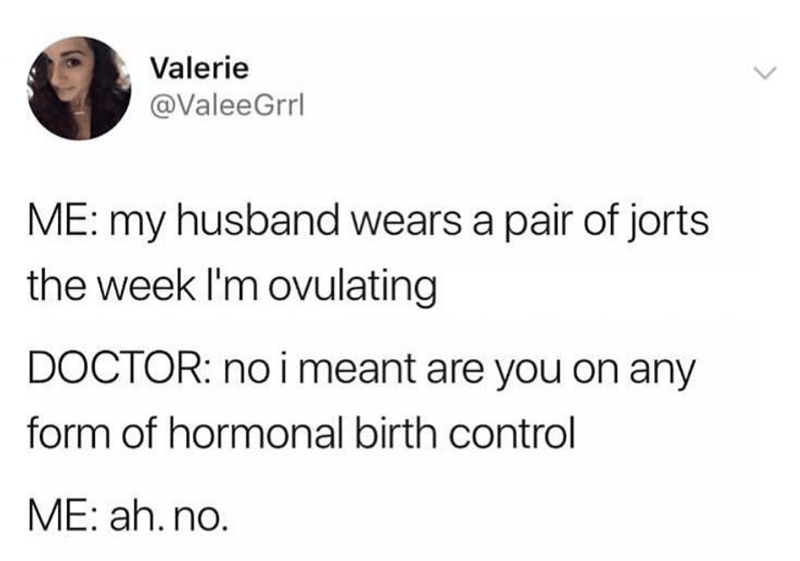 Valerie
@ValeeGrrl
ME: my husband wears a pair of jorts
the week I'm ovulating
DOCTOR: no i meant are you on any
form of hormonal birth control
ME: ah. no.